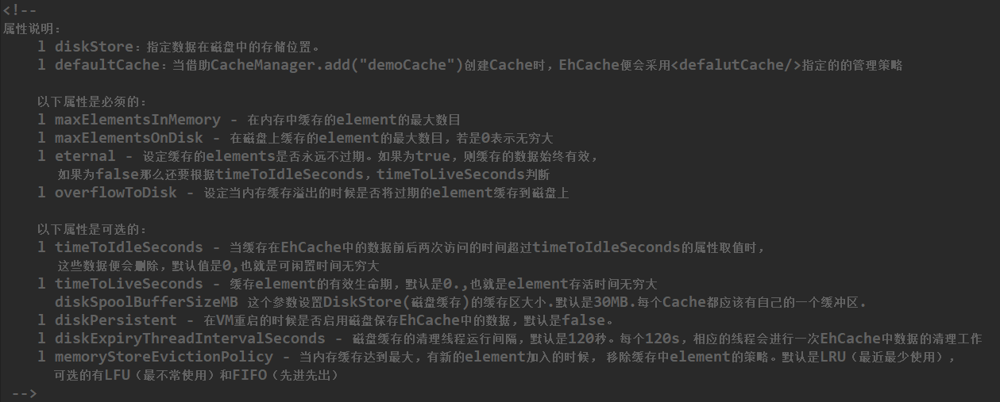 <!--
属性说明：
l diskStore：指定数据在磁盘中的存储位置。
l defaultCache：当借助CacheManager.add("demoCache")创建Cache时，EhCache便会采用<defalutCache/>指定的的管理策略
以下属性是必须的：
l maxElementsInMemory - 在内存中缓存的element的最大数目
l maxElementsOnDisk - 在磁盘上缓存的element的最大数目，若是0表示无穷大
l eternal - 设定缓存的elements是否永远不过期。如果为true，则缓存的数据始终有效，
如果为false那么还要根据timeToIdleSeconds，timeToLiveSeconds判断
l overflowToDisk - 设定当内存缓存溢出的时候是否将过期的element缓存到磁盘上
以下属性是可选的：
l timeToIdleSeconds - 当缓存在EhCache中的数据前后两次访问的时间超过timeToIdleSeconds的属性取值时，
这些数据便会删除，默认值是0,也就是可闲置时间无穷大
l timeToLiveSeconds - 缓存element的有效生命期，默认是0.,也就是element存活时间无穷大
diskSpoolBufferSizeMB 这个参数设置DiskStore(磁盘缓存)的缓存区大小.默认是30MB.每个Cache都应该有自己的一个缓冲区.
l diskPersistent - 在VM重启的时候是否启用磁盘保存EhCache中的数据，默认是false。
l diskExpiryThreadIntervalSeconds - 磁盘缓存的清理线程运行间隔，默认是120秒。每个120s，相应的线程会进行一次EhCache中数据的清理工作
l memoryStoreEvictionPolicy - 当内存缓存达到最大，有新的element加入的时候， 移除缓存中element的策略。默认是LRU（最近最少使用），
可选的有LFU（最不常使用）和FIFO（先进先出）
-->